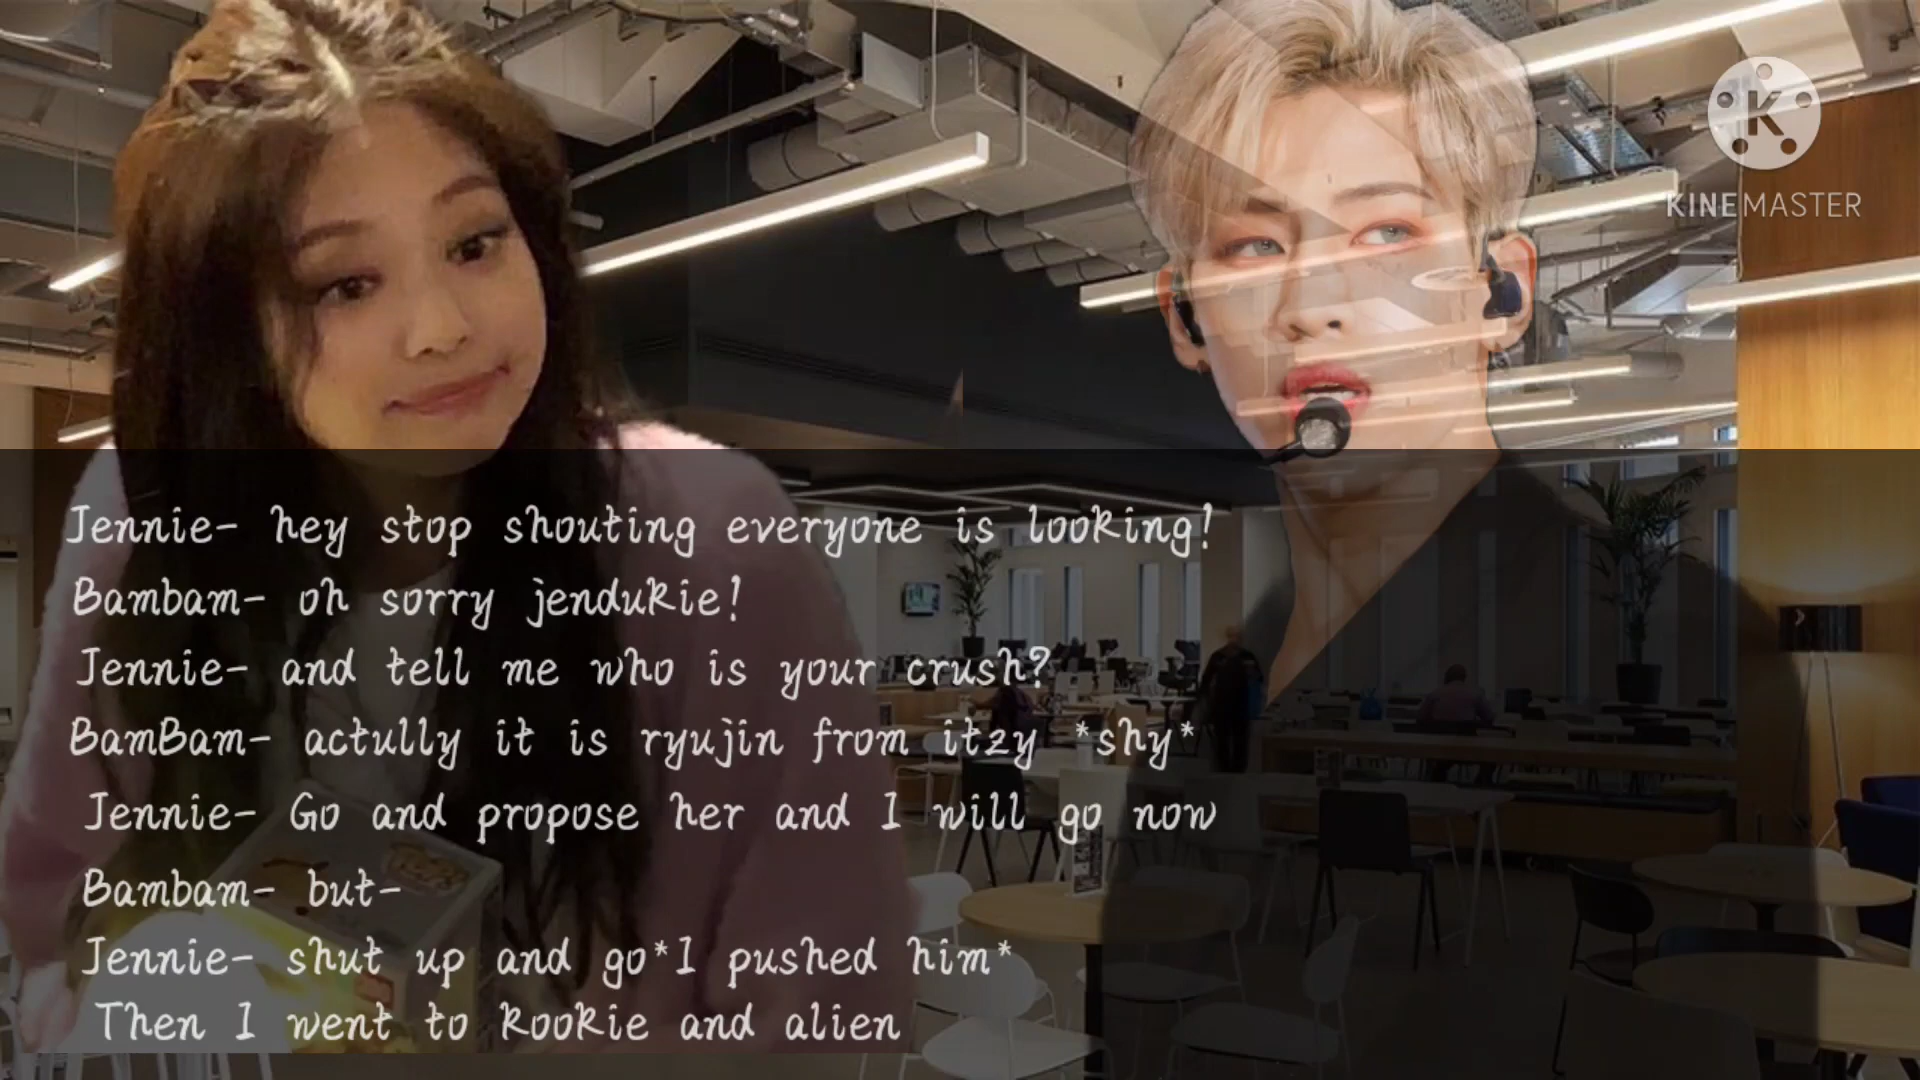 KINEMASTER
Jennie- hey stop shouting everyone is looking!
Bambam- oh sorry jendukie!
Jennie- and tell me who is your crush?
BamBam- actully it is ryujin from itzy *shy*
Jennie- Go and propose her and I will go now
Bambam- but-
Jennie- shut up and go*I pushed him*
Then I went to kookie and alien